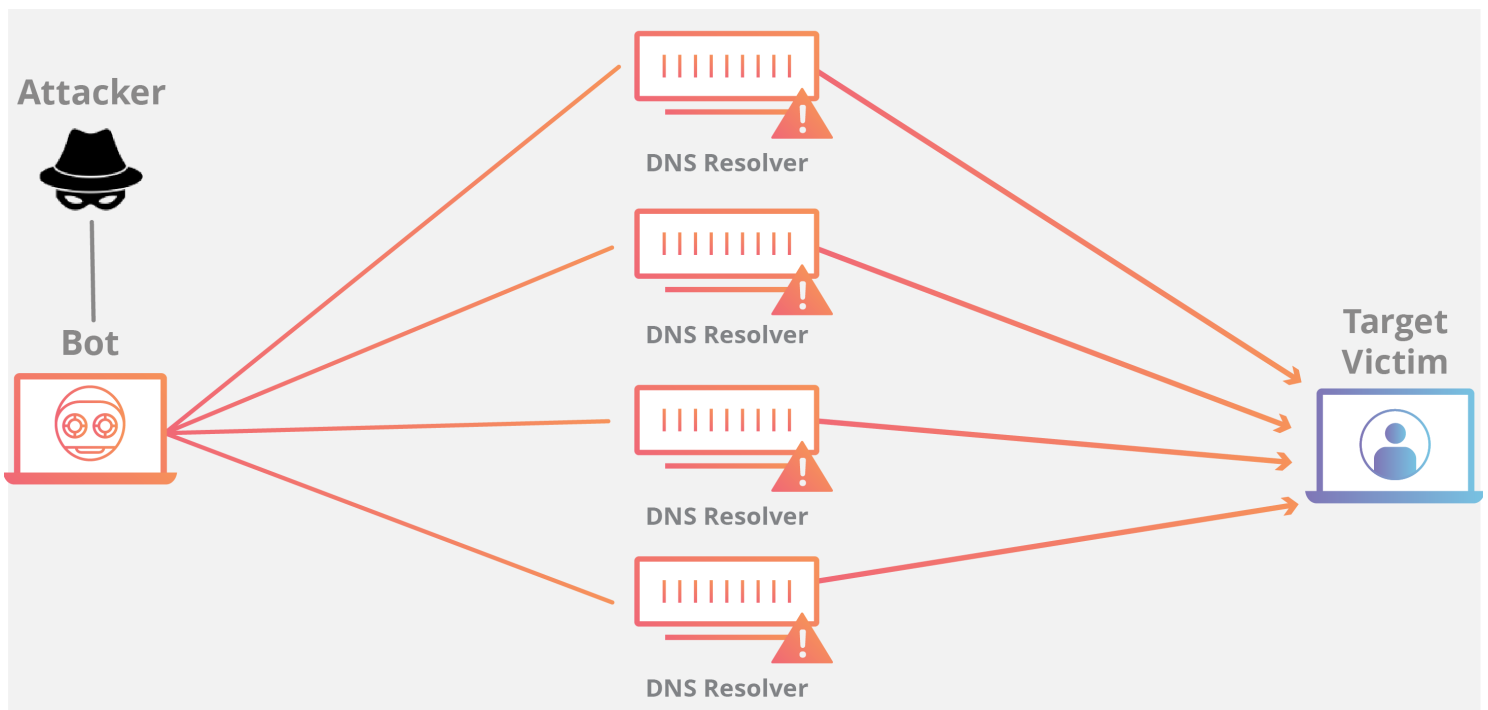 Attacker
Bot
DNS Resolver
DNS Resolver
DNS Resolver
DNS Resolver
Target
Victim